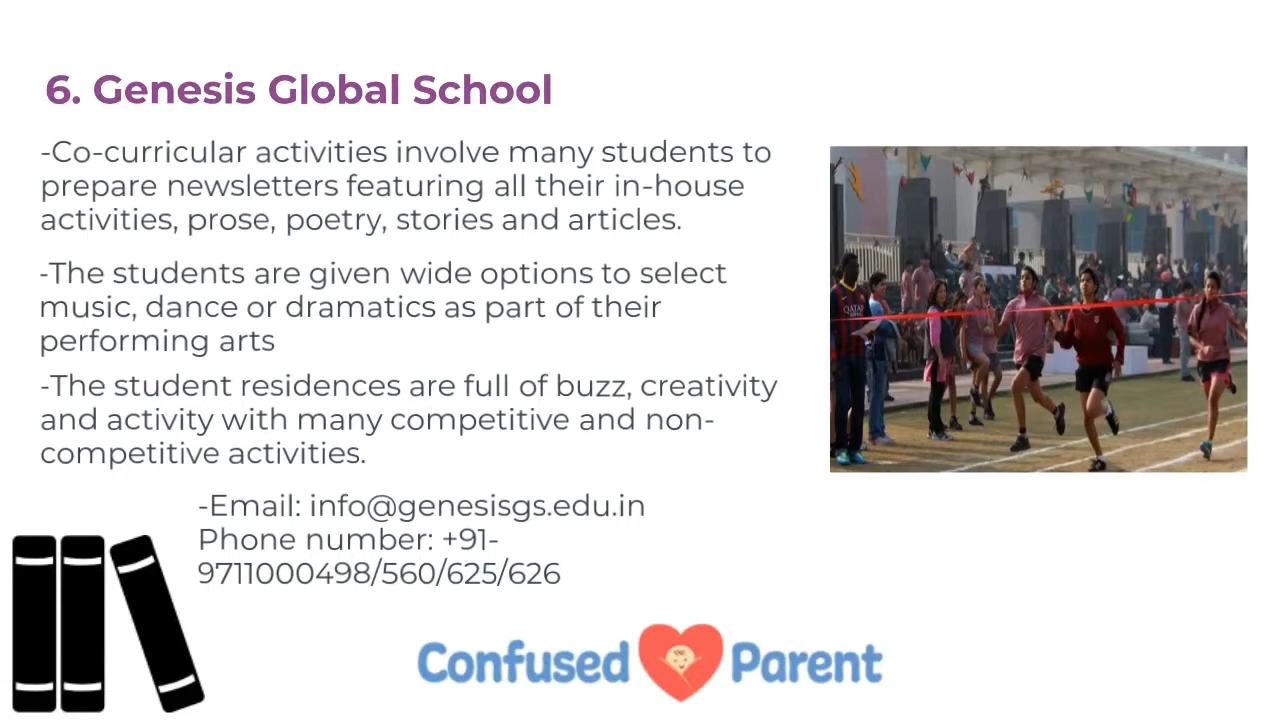 6. Genesis Global School
-Co-curricular activities involve many students to
prepare newsletters featuring all their in-house
activities, prose, poetry, stories and articles.
-The students are given wide options to select
music, dance or dramatics as part of their
performing arts
-The student residences are full of buzz, creativity
and activity with many competitive and non-
competitive activities.
-Email: info@genesisgs.edu.in
Phone number: +91-
9711000498/560/625/626
QATAR
Confused Parent